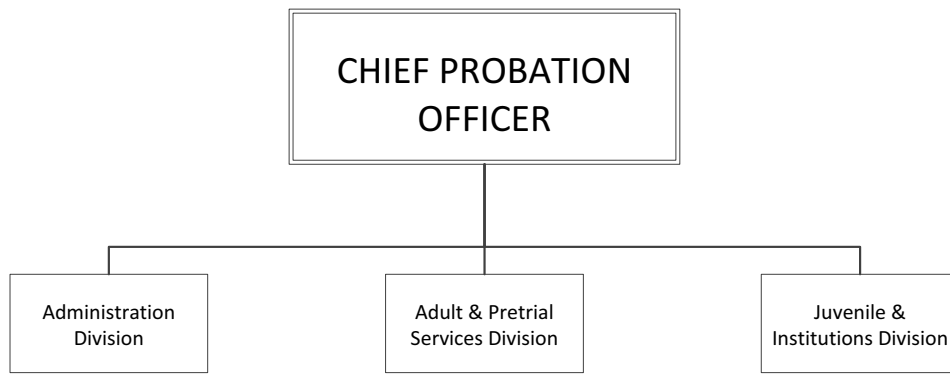 CHIEF PROBATION
OFFICER
Administration
Division
Adult & Pretrial
Services Division
Juvenile &
Institutions Division